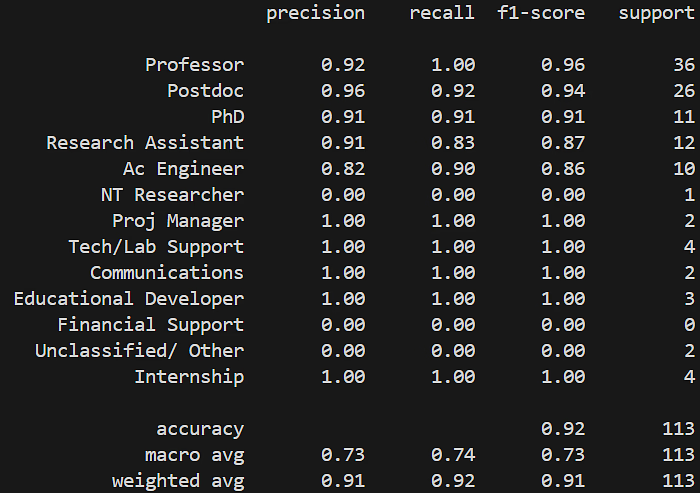 precision recall f1-score support
Professor 0.92 1.00 0.96 36
Postdoc 0.96 0.92 0.94 26
PhD 0.91 0.91 0.91 11
Research Assistant 0.91 0.83 0.87 12
Ac Engineer 0.82 0.90 0.86 10
NT Researcher 0.00 0.00 0.00 1
Proj Manager 1.00 1.00 1.00 2
Tech/Lab Support 1.00 1.00 1.00 4
Communications 1.00 1.00 1.00 2
Educational Developer 1.00 1.00 1.00 3
Financial Support 0.00 0.00 0.00 0
Unclassified/ Other 0.00 0.00 0.00 2
Internship 1.00 1.00 1.00 4
accuracy 0.92 113
macro avg 0.73 0.74 0.73 113
weighted avg 0.91 0.92 0.91 113